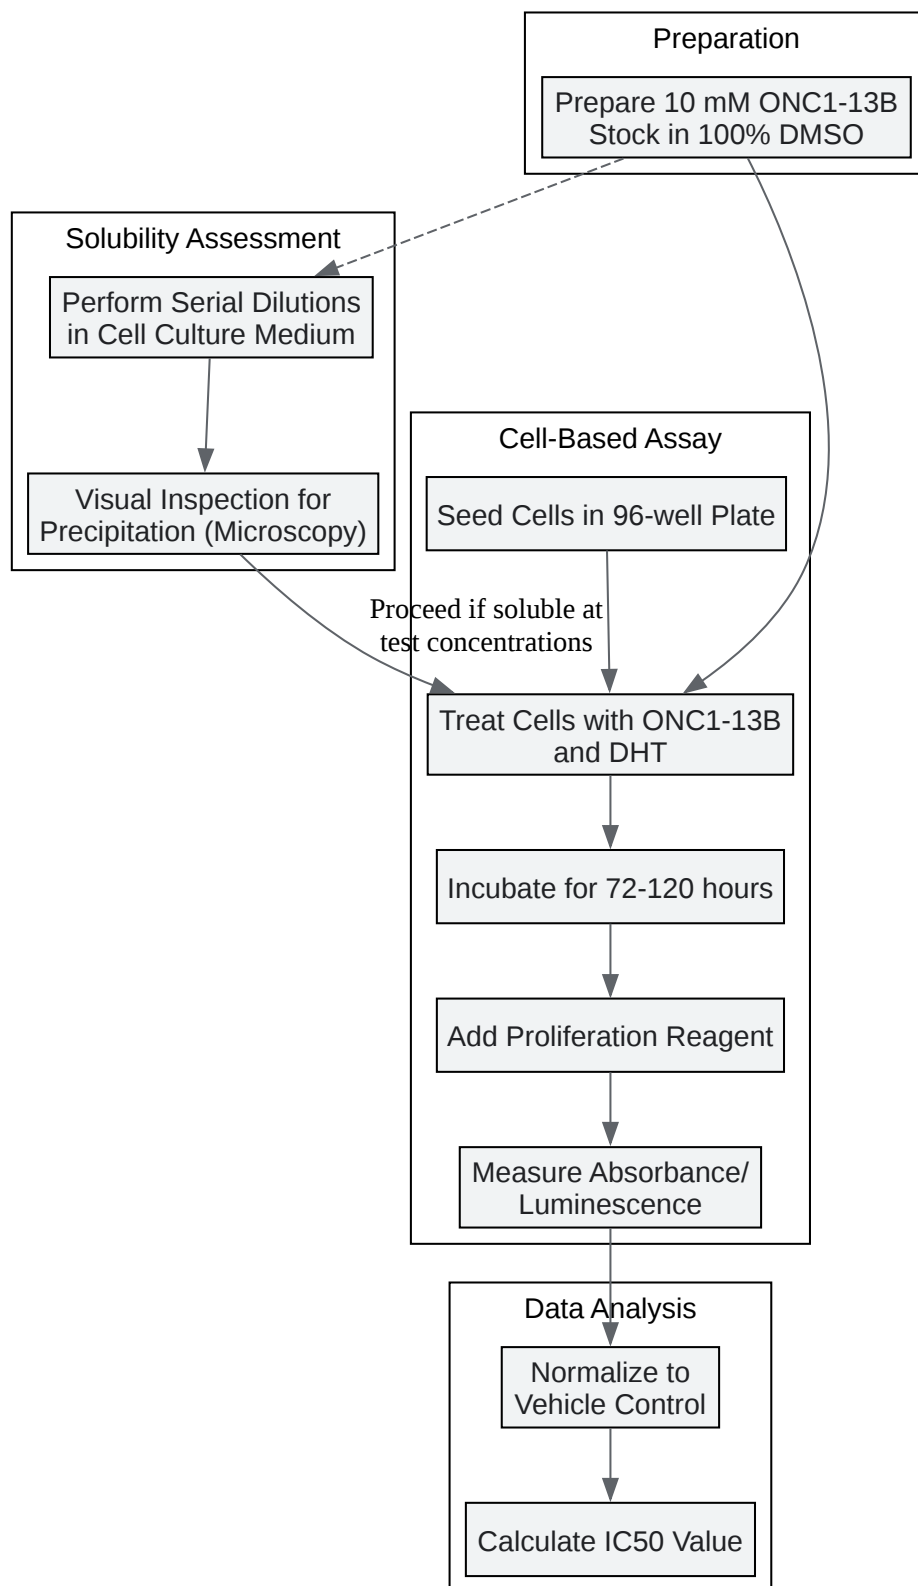 Preparation
Prepare 10 mM ONC1-13B
Stock in 100% DMSO
Solubility Assessment
Perform Serial Dilutions
in Cell Culture Medium
Visual Inspection for
Precipitation (Microscopy)
Cell-Based Assay
Seed Cells in 96-well Plate
Proceed if soluble at
test concentrations
Treat Cells with ONC1-13B
and DHT
Incubate for 72-120 hours
Add Proliferation Reagent
Measure Absorbance/
Luminescence
Data Analysis
Normalize to
Vehicle Control
Calculate IC50 Value